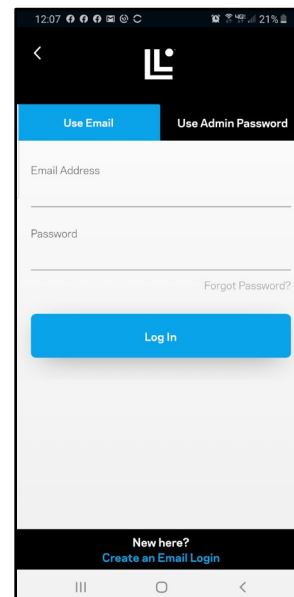 12:07
21%
Use Email
Use Admin Password
Email Address
Password
Forgot Password?
Log In
New here?
Create an Email Login